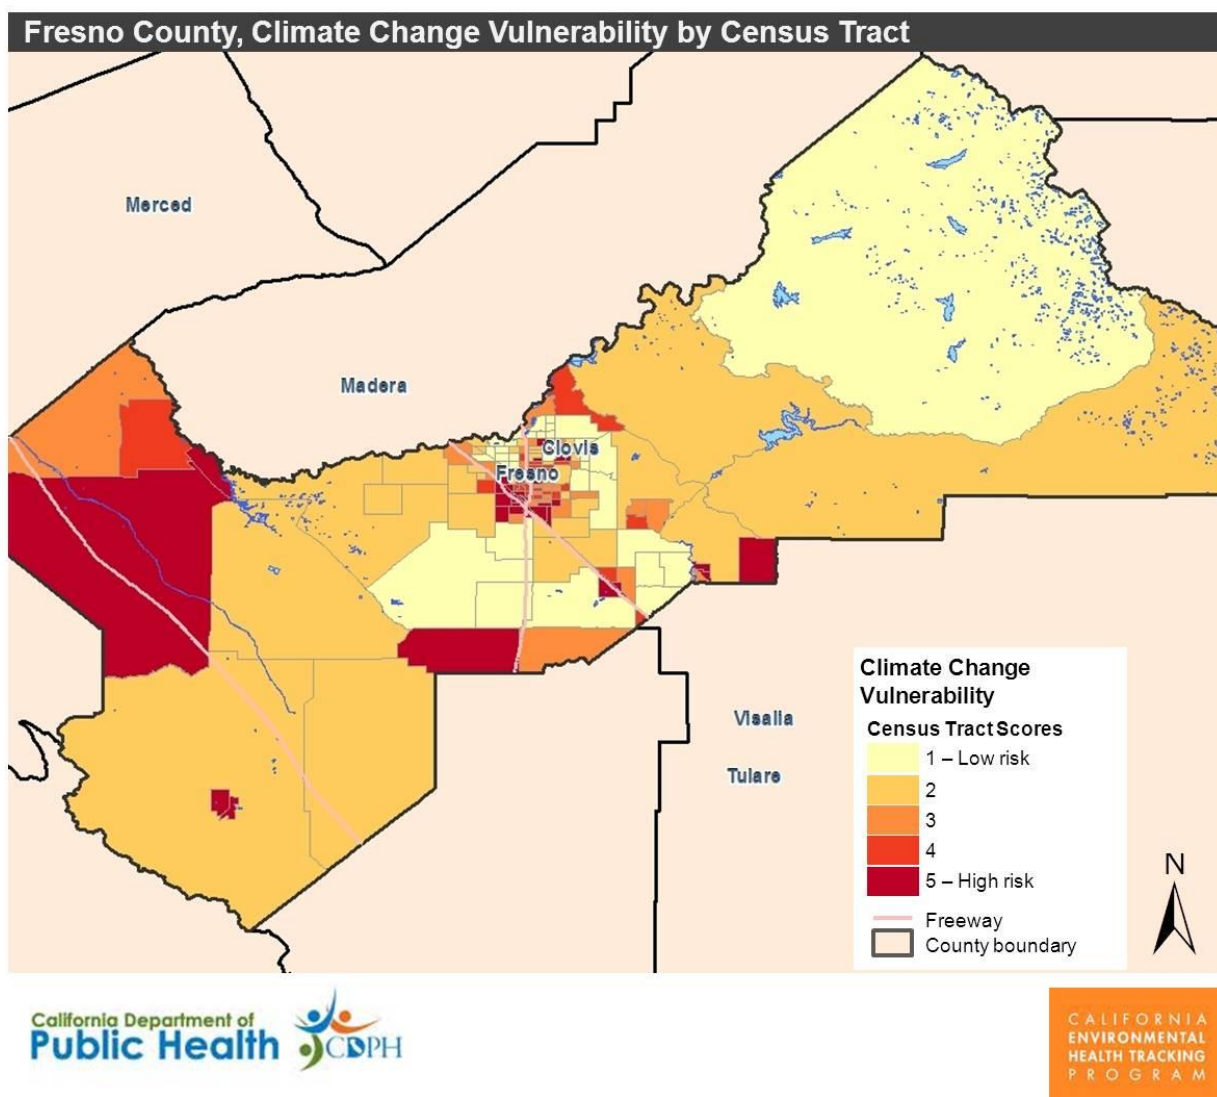 Fresno County, Climate Change Vulnerability by Census Tract
Merced
Madera
Clovis
Fresno
Visalia
Tulare
Climate Change
Vulnerability
Census Tract Scores
1 – Low risk
2
3
4
5 – High risk
Freeway
County boundary
N
California Department of
Public Health
CDPH
CALIFORNIA
ENVIRONMENTAL
HEALTH TRACKING
PROGRAM